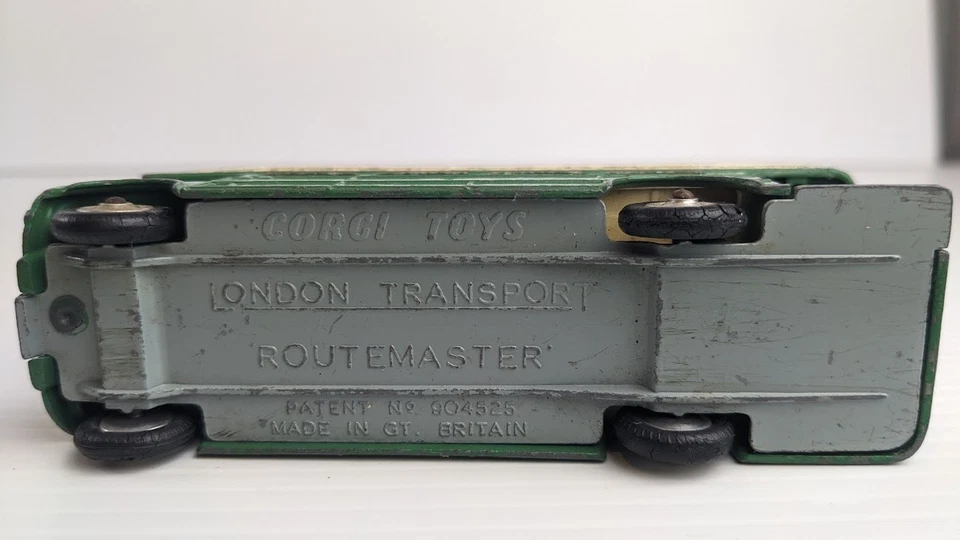 CORGI TOYS
LONDON TRANSPORT
"ROUTEMASTER"
PATENT Nº 904525
MADE IN GT. BRITAIN